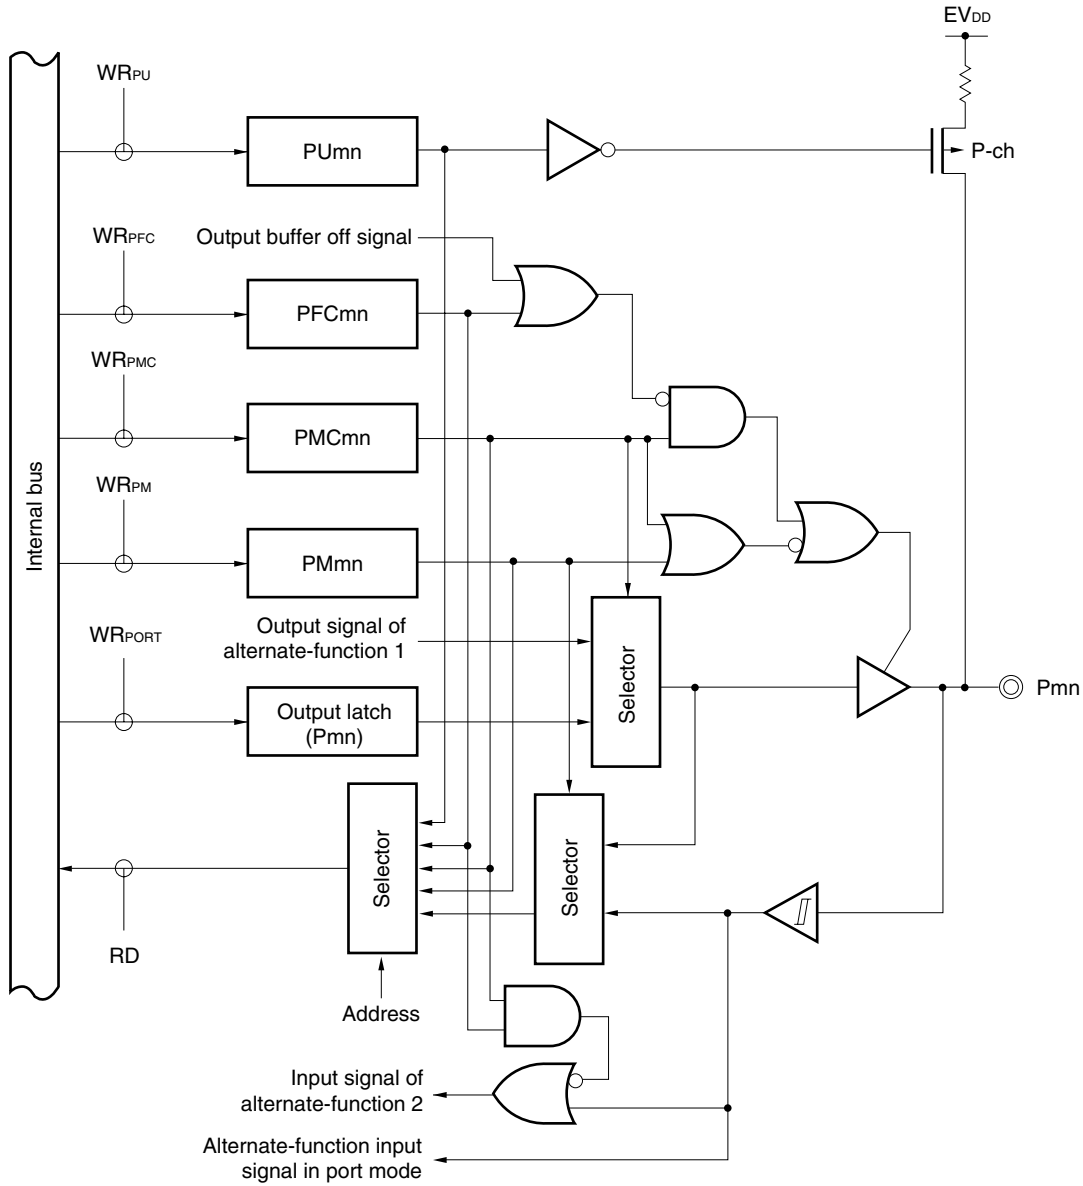 EVDD
WRPU
PUmn
P-ch
WRPFC
Output buffer off signal
PFCmn
WRPMC
PMCmn
Internal bus
WRPM
PMmn
WRPORT
Output signal of
alternate-function 1
Selector
Output latch
(Pmn)
Pmn
Selector
Selector
RD
Address
Input signal of
alternate-function 2
Alternate-function input
signal in port mode